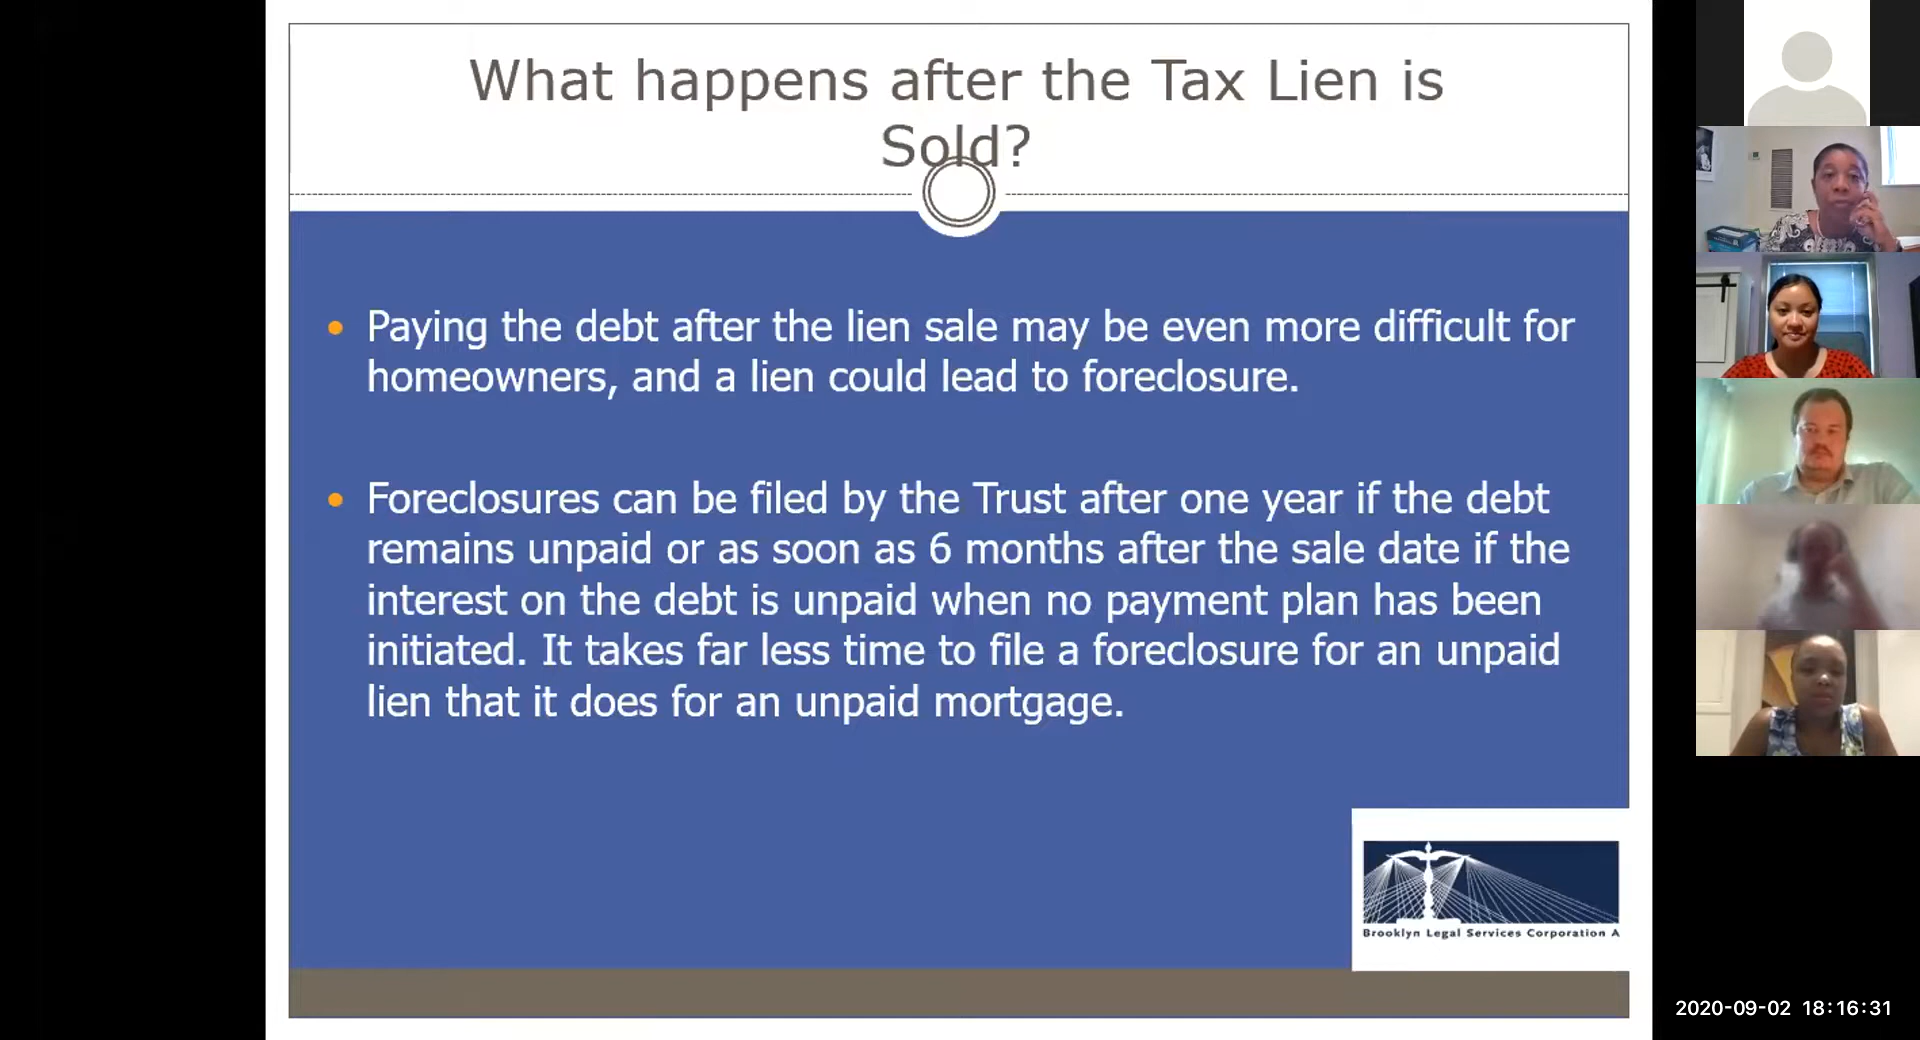 What happens after the Tax Lien is
Sold?
• Paying the debt after the lien sale may be even more difficult for
homeowners, and a lien could lead to foreclosure.
• Foreclosures can be filed by the Trust after one year if the debt
remains unpaid or as soon as 6 months after the sale date if the
interest on the debt is unpaid when no payment plan has been
initiated. It takes far less time to file a foreclosure for an unpaid
lien that it does for an unpaid mortgage.
Brooklyn Legal Services Corporation A
2020-09-02 18:16:31